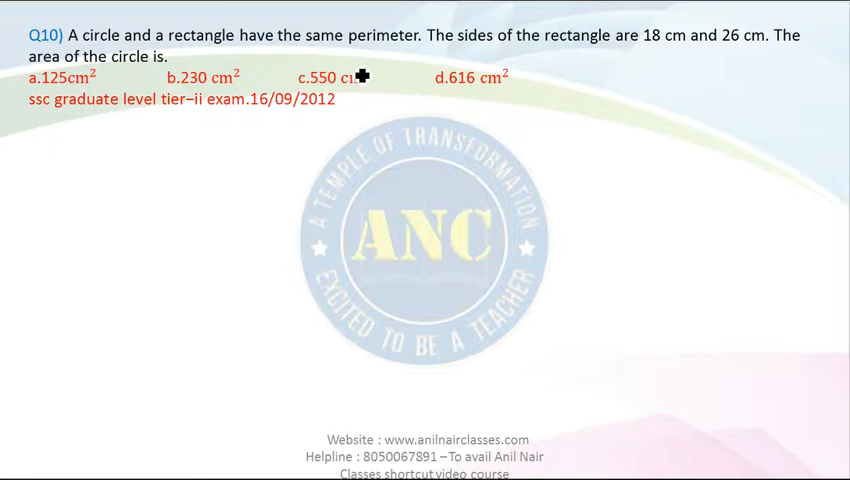 Q10) A circle and a rectangle have the same perimeter. The sides of the rectangle are 18 cm and 26 cm. The
area of the circle is.
a.125cm² b.230 cm² c.550 d.616 cm²
ssc graduate level tier–ii exam.16/09/2012
A TEMPLE OF TRANSFORMATION
ANC
EXCITED TO BE A TEACHER
Website : www.anilnairclasses.com
Helpline : 8050067891 – To avail Anil Nair
Classes shortcut video course